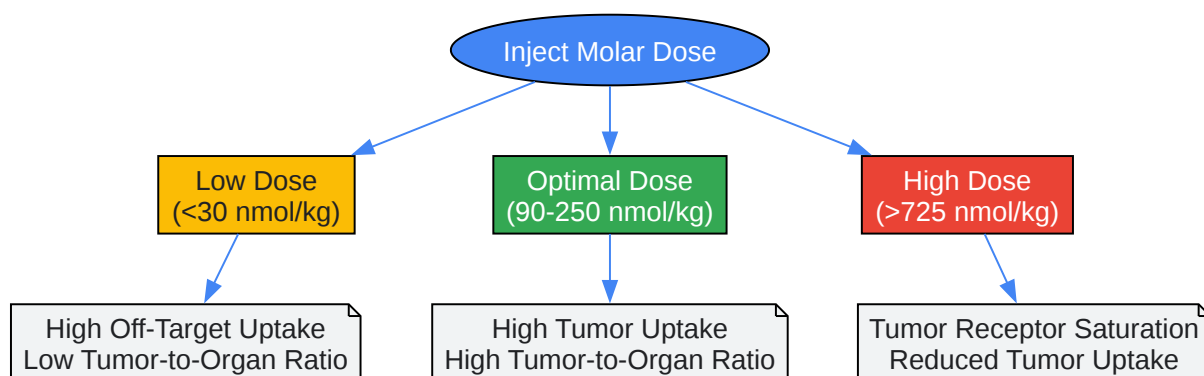 Inject Molar Dose
Low Dose
(<30 nmol/kg)
Optimal Dose
(90-250 nmol/kg)
High Dose
(>725 nmol/kg)
High Off-Target Uptake
Low Tumor-to-Organ Ratio
High Tumor Uptake
High Tumor-to-Organ Ratio
Tumor Receptor Saturation
Reduced Tumor Uptake